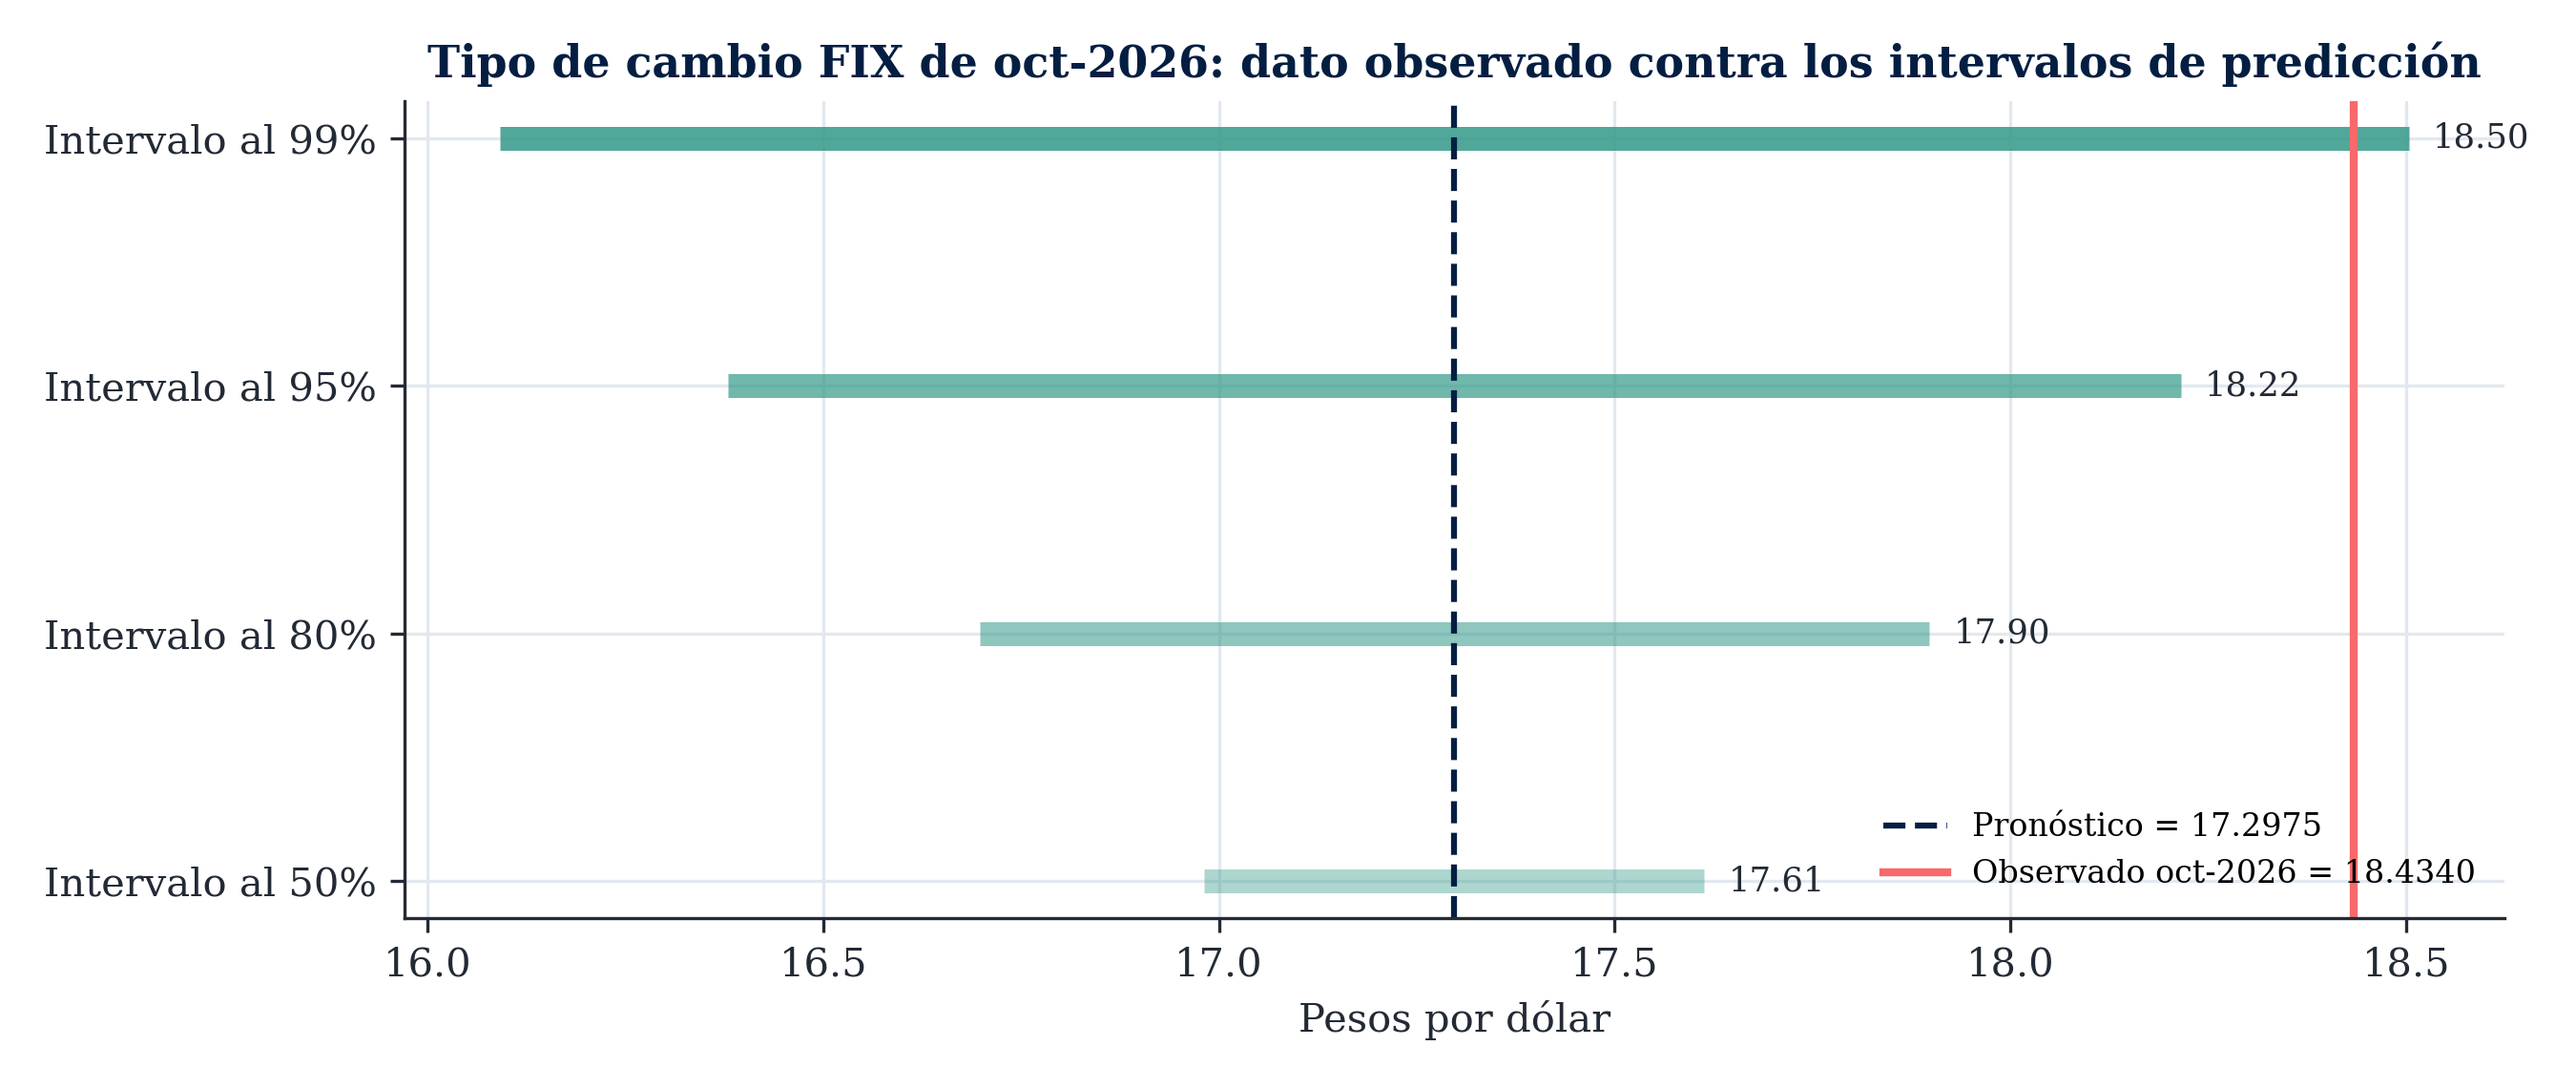 Tipo de cambio FIX de oct-2026: dato observado contra los intervalos de predicción
Intervalo al 99%
18.50
Intervalo al 95%
18.22
Intervalo al 80%
17.90
Pronóstico = 17.2975
Observado oct-2026 = 18.4340
Intervalo al 50%
17.61
16.0 16.5 17.0 17.5 18.0 18.5
Pesos por dólar